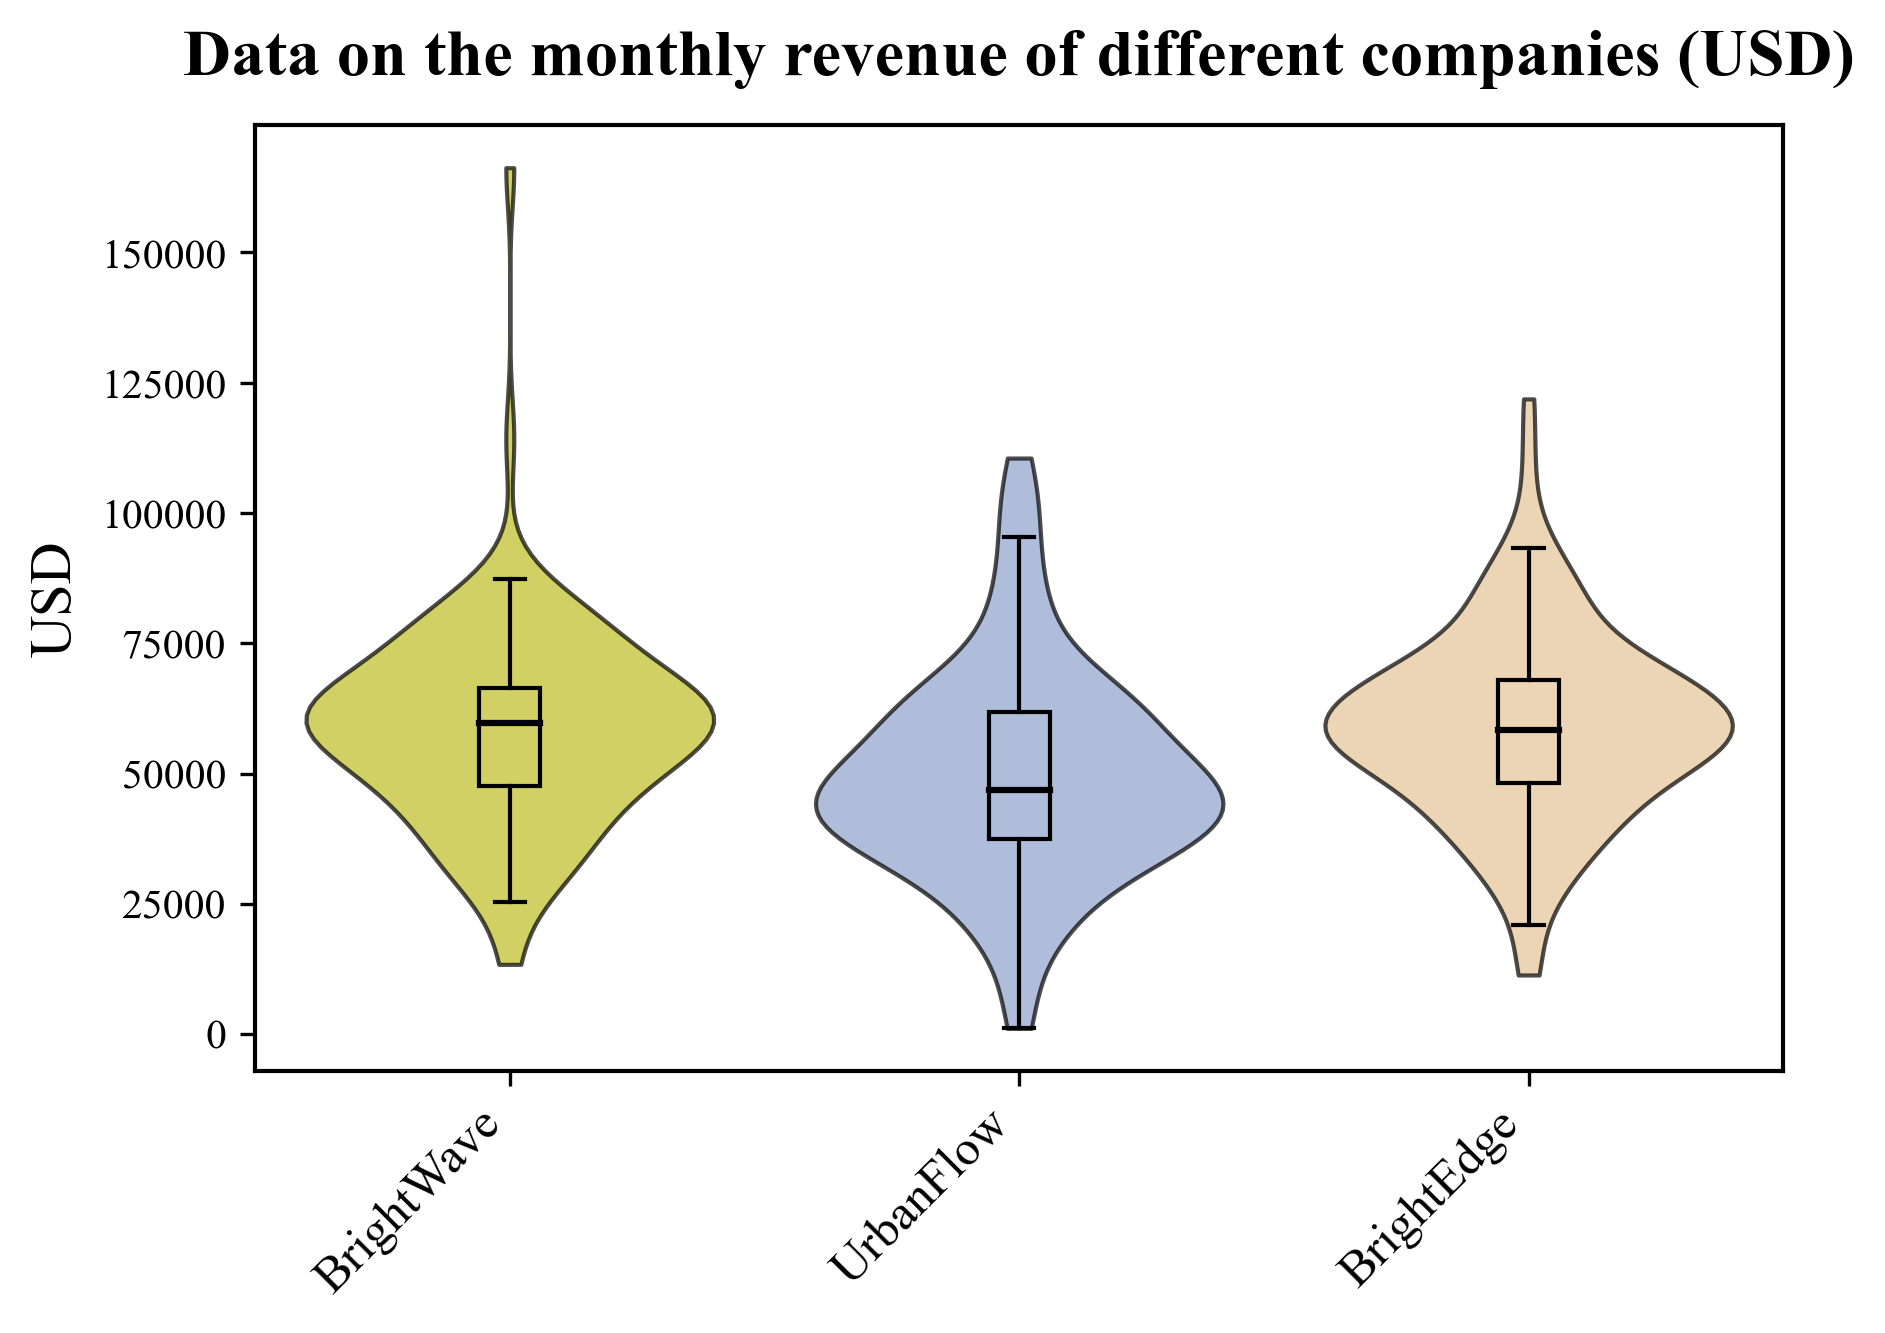 Data on the monthly revenue of different companies (USD)
USD
150000
125000
100000
75000
50000
25000
0
BrightWave
UrbanFlow
BrightEdge